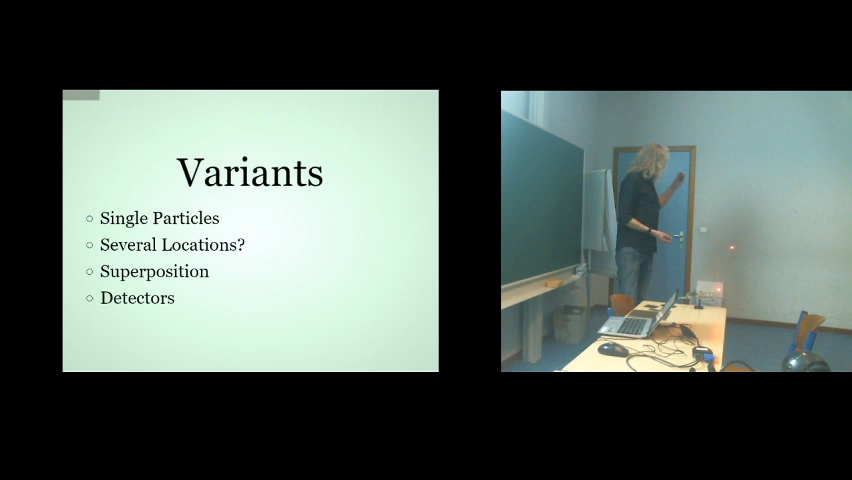 Variants
Single Particles
Several Locations?
Superposition
Detectors